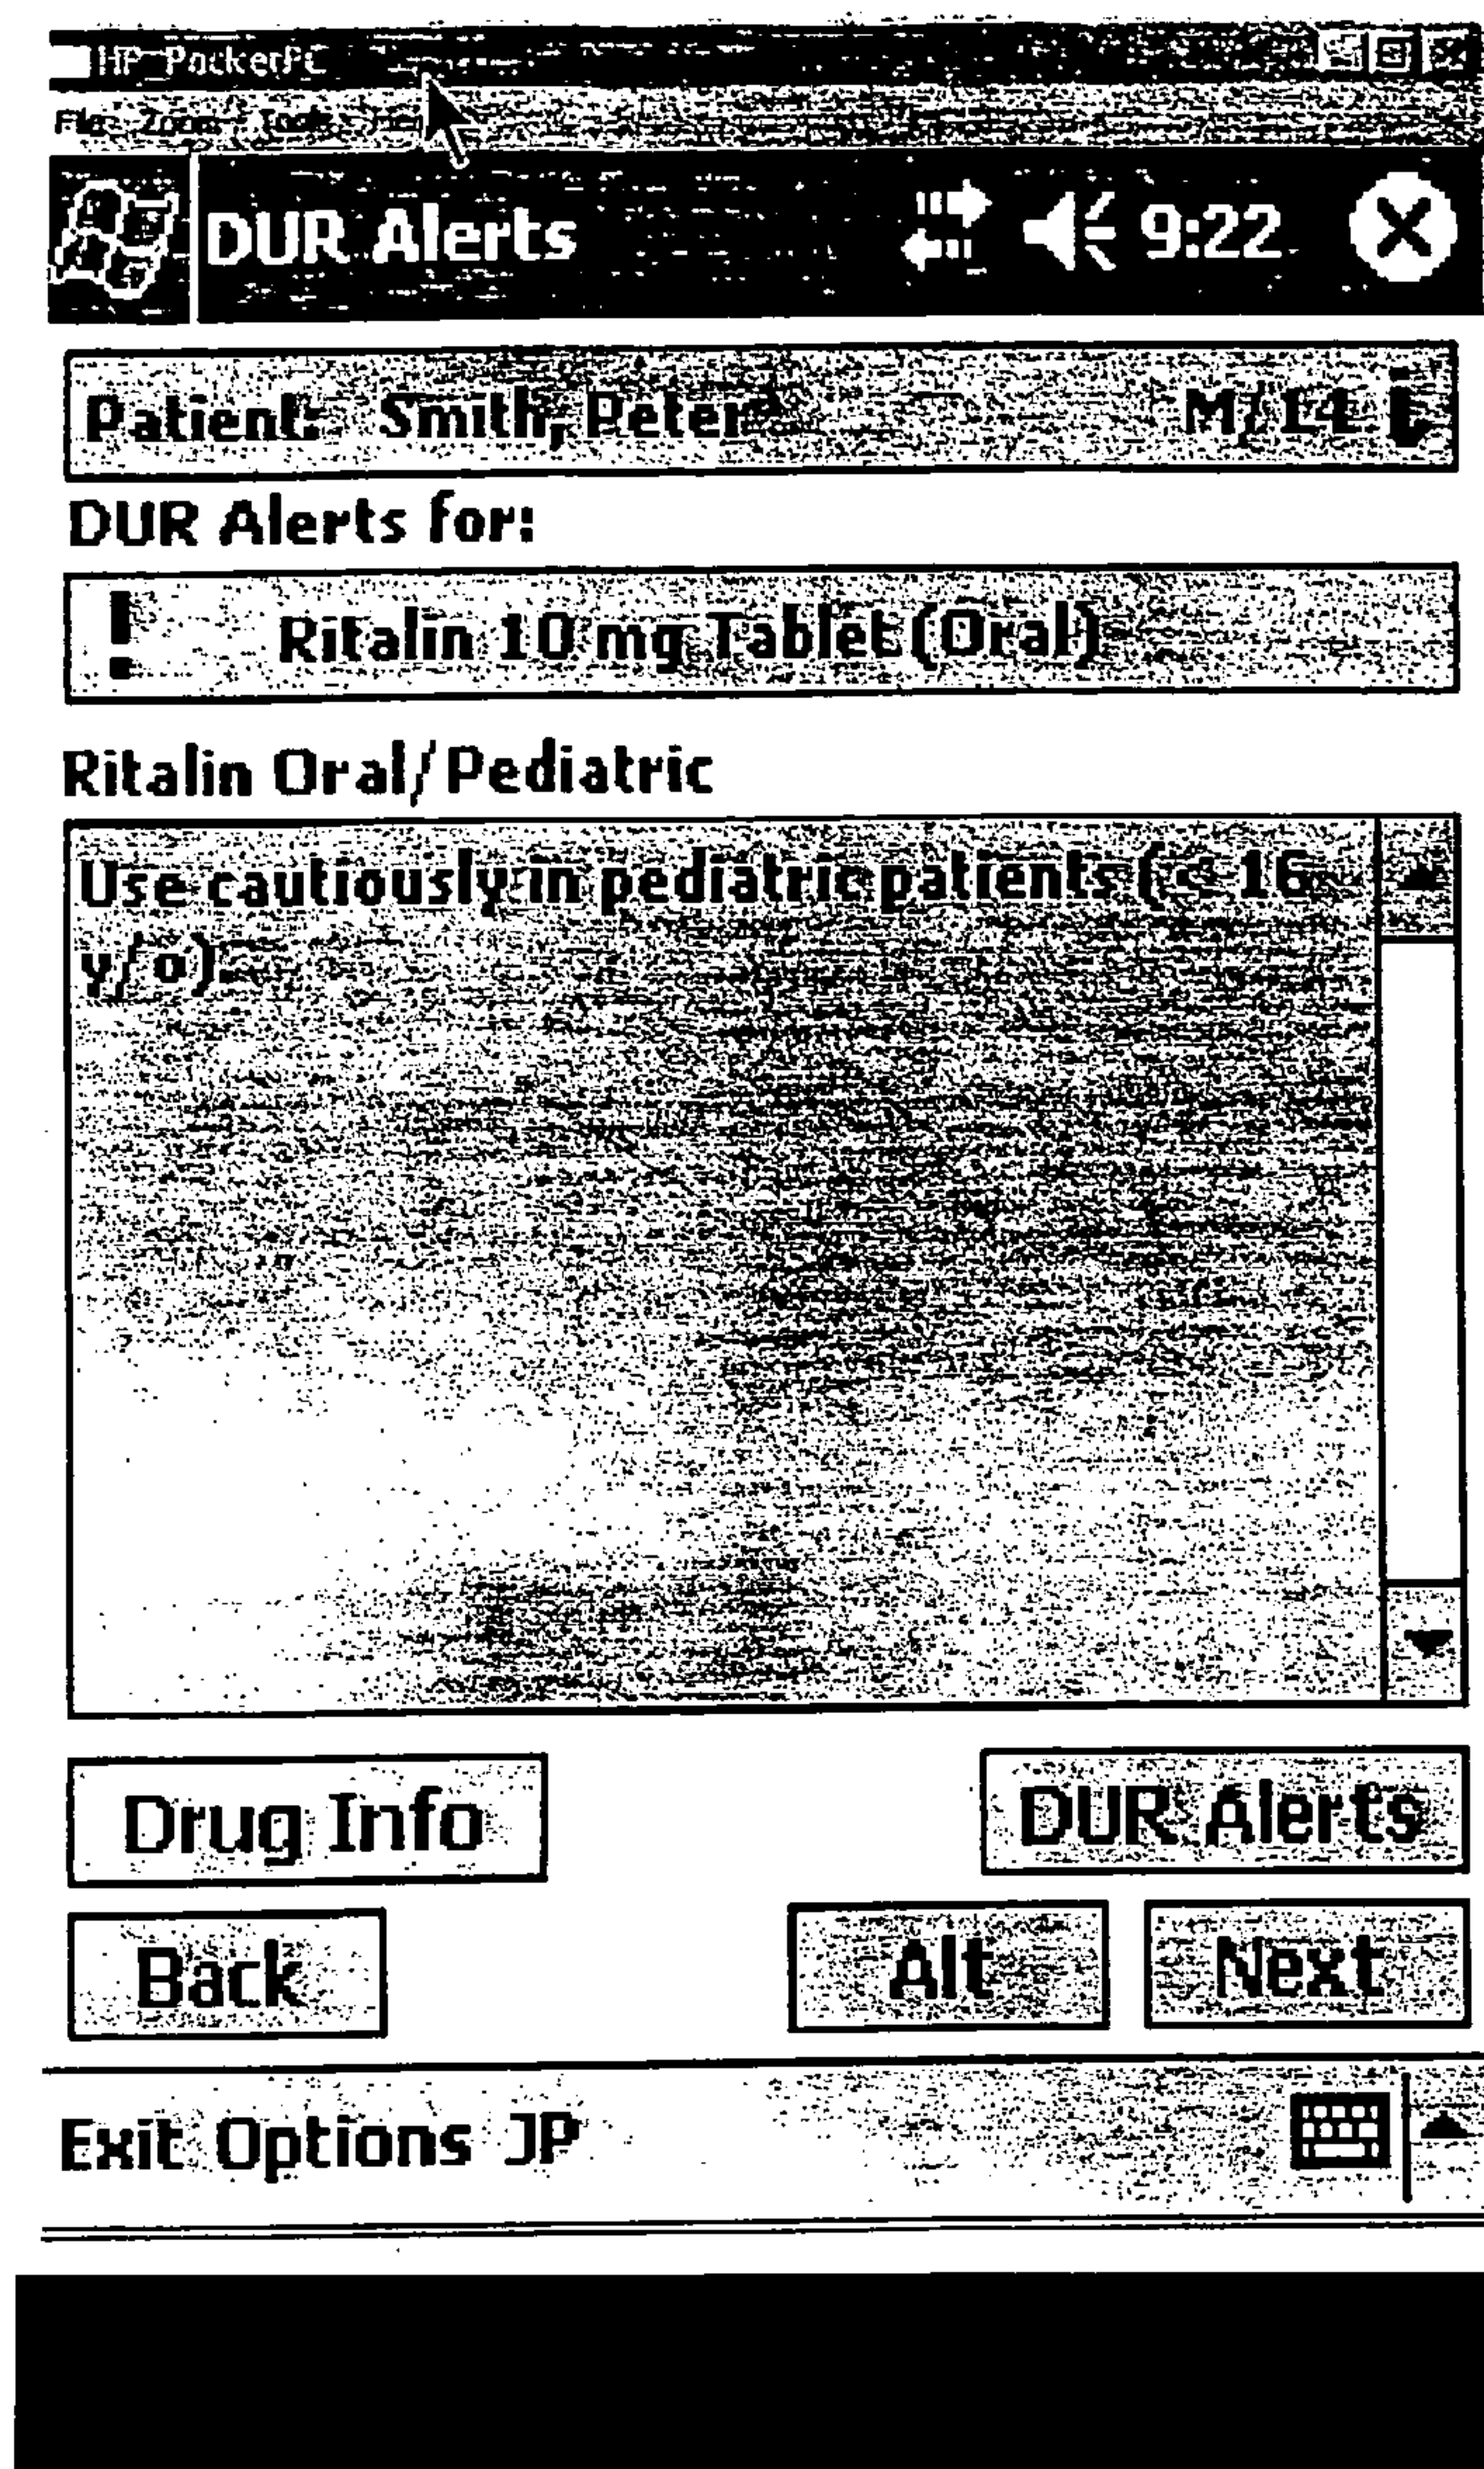 HP PocketPC
File Zoom Tools
DUR Alerts 9:22
Patient: Smith, Peter M/14 i
DUR Alerts for:
! Ritalin 10 mg Tablet (Oral)
Ritalin Oral/Pediatric
Use cautiously in pediatric patients ( < 16
y/o).
Drug Info DUR Alerts
Back Alt Next
Exit Options JP